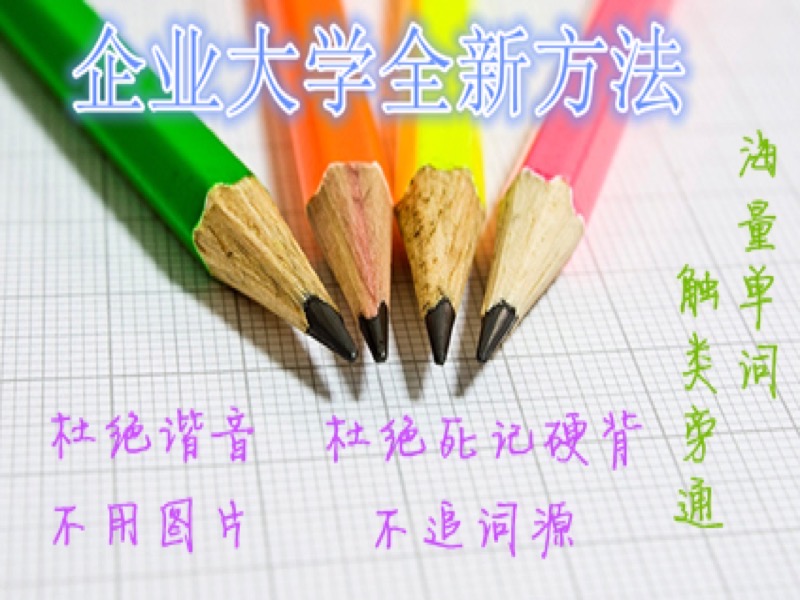 企业大学全新方法
海量单词
触类旁通
杜绝谐音 杜绝死记硬背
不用图片 不追词源